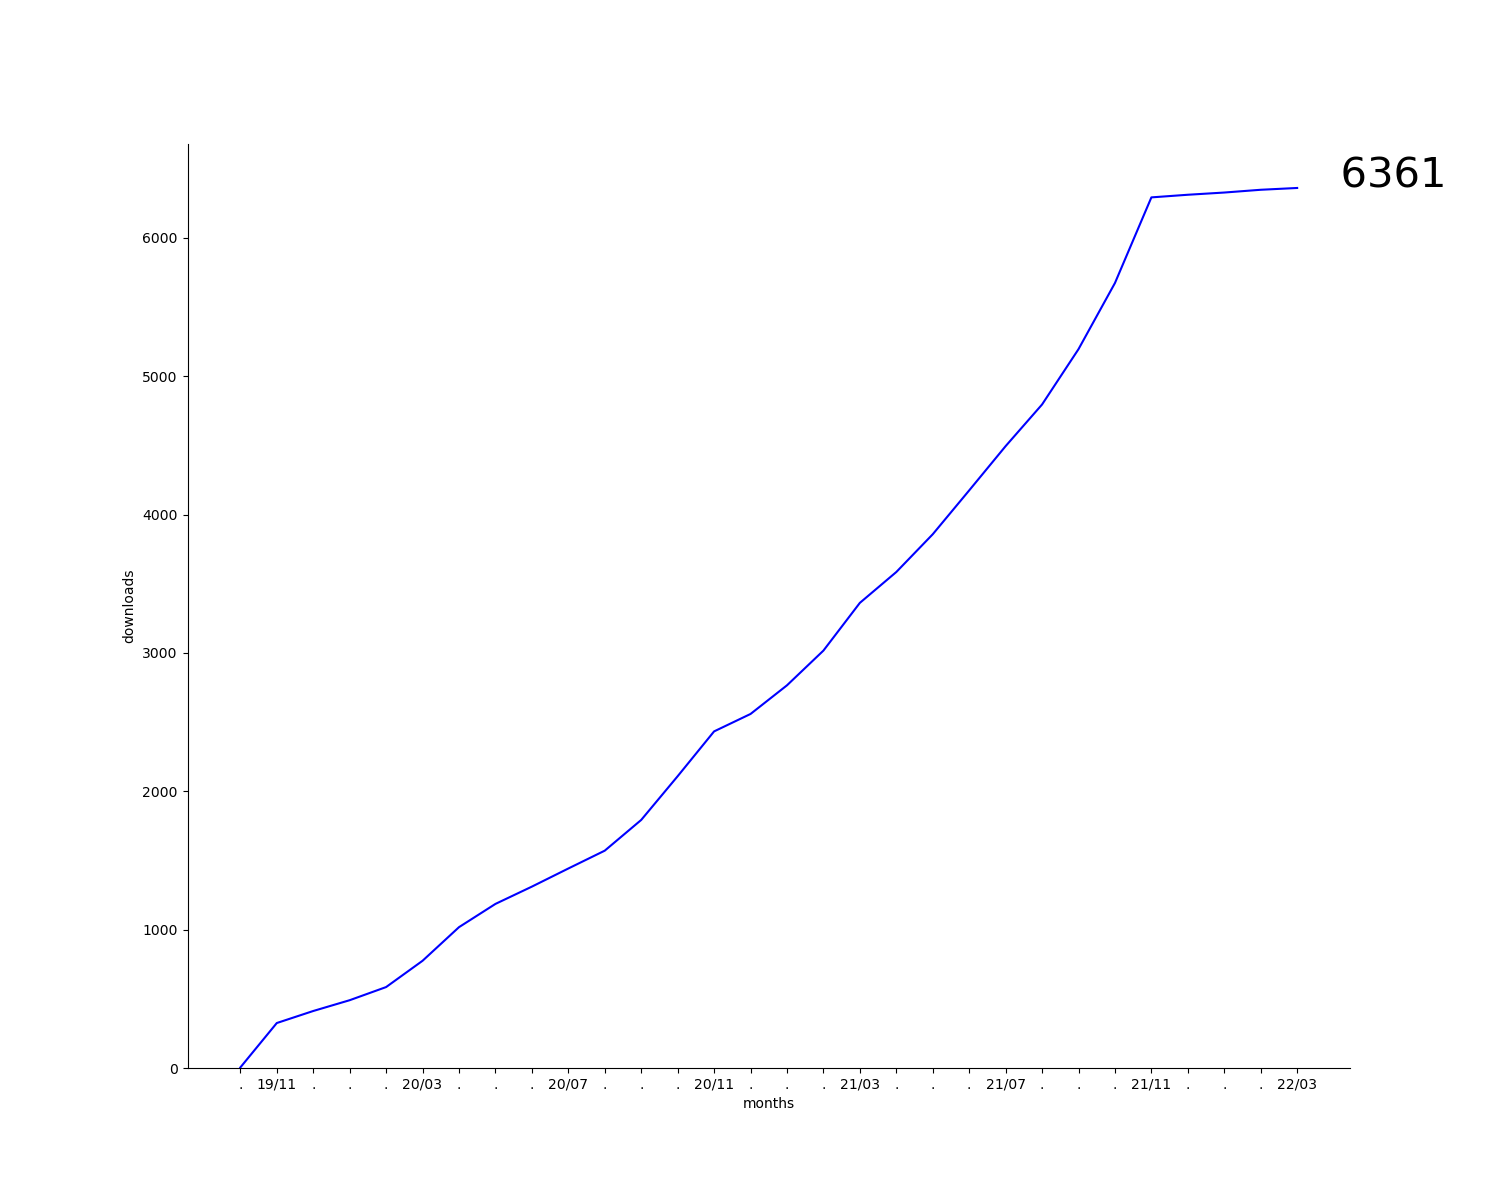 6361
6000
5000
4000
3000
2000
1000
0
downloads
. 19/11 . . . 20/03 . . . 20/07 . . . 20/11 . . . 21/03 . . . 21/07 . . . 21/11 . . . 22/03
months